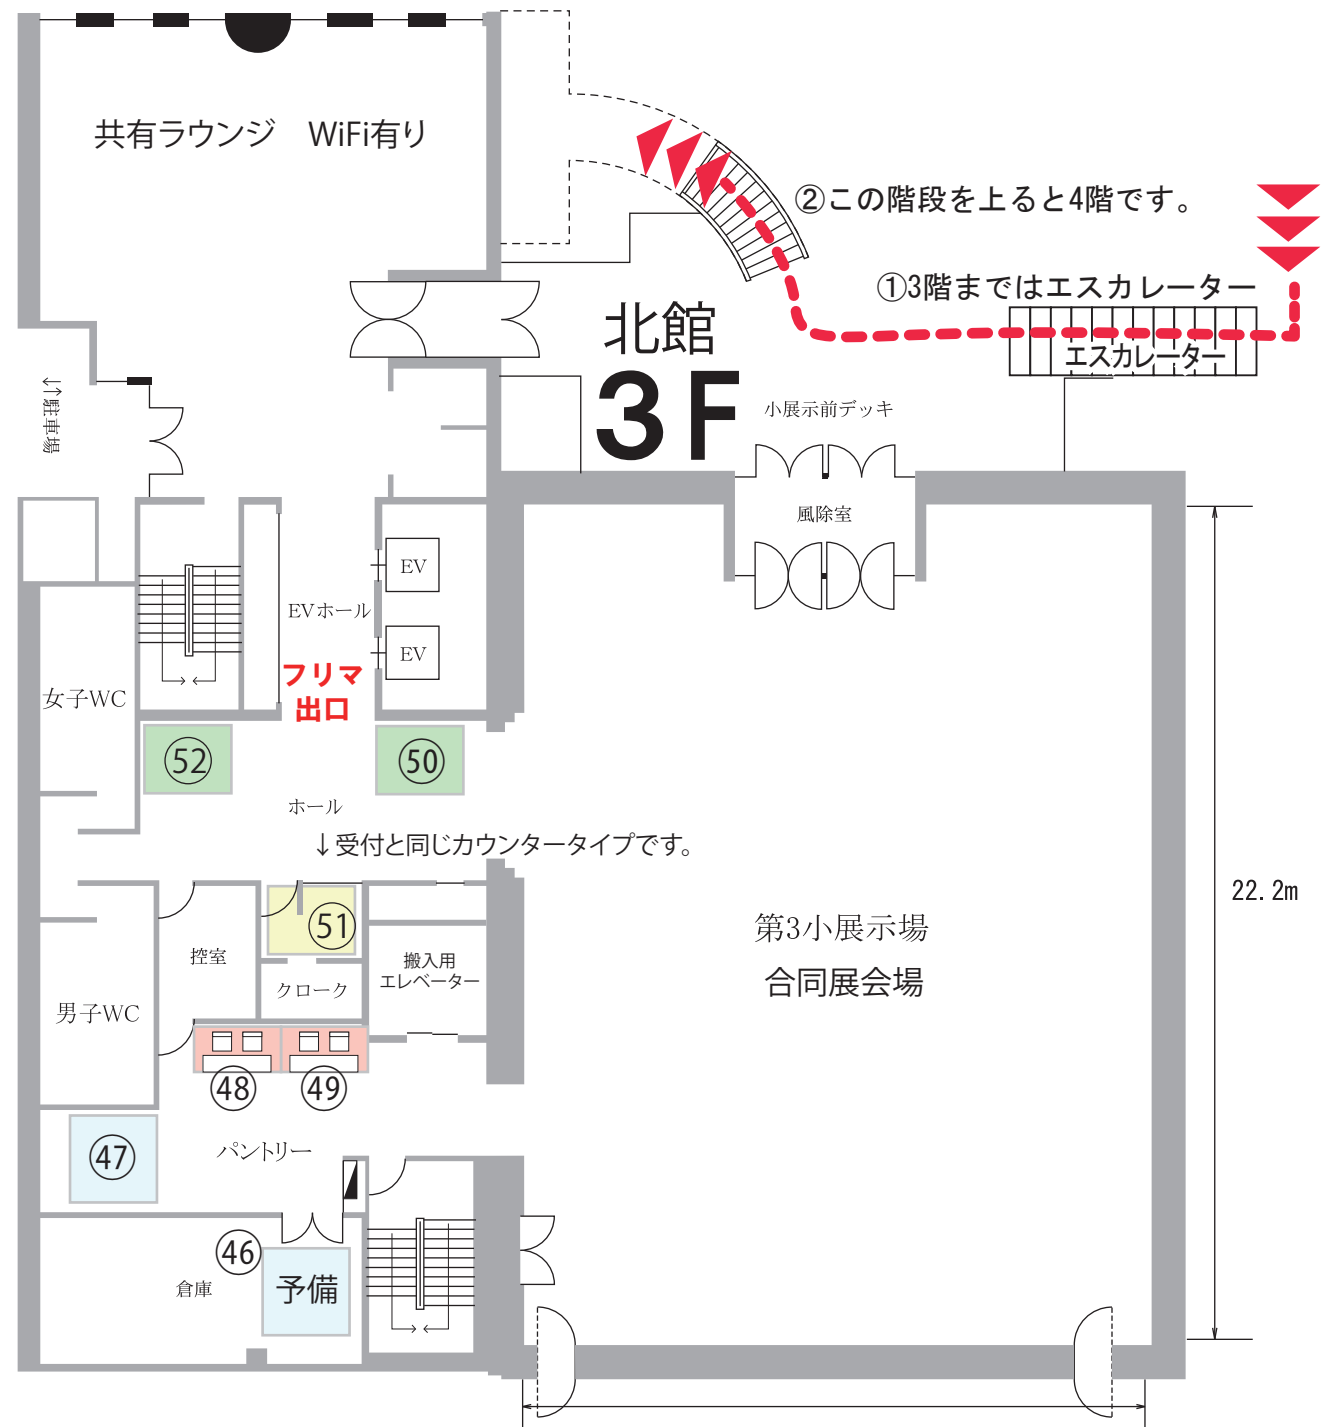 共有ラウンジ　WiFi有り
②この階段を上ると4階です。
①3階まではエスカレーター
エスカレーター
北館
3F
小展示前デッキ
↓↑駐車場
風除室
EV
EVホール
EV
フリマ
出口
女子WC
52
50
ホール
↓受付と同じカウンタータイプです。
22.2m
51
第3小展示場
合同展会場
控室
搬入用
エレベーター
クローク
男子WC
48
49
47
パントリー
46
予備
倉庫